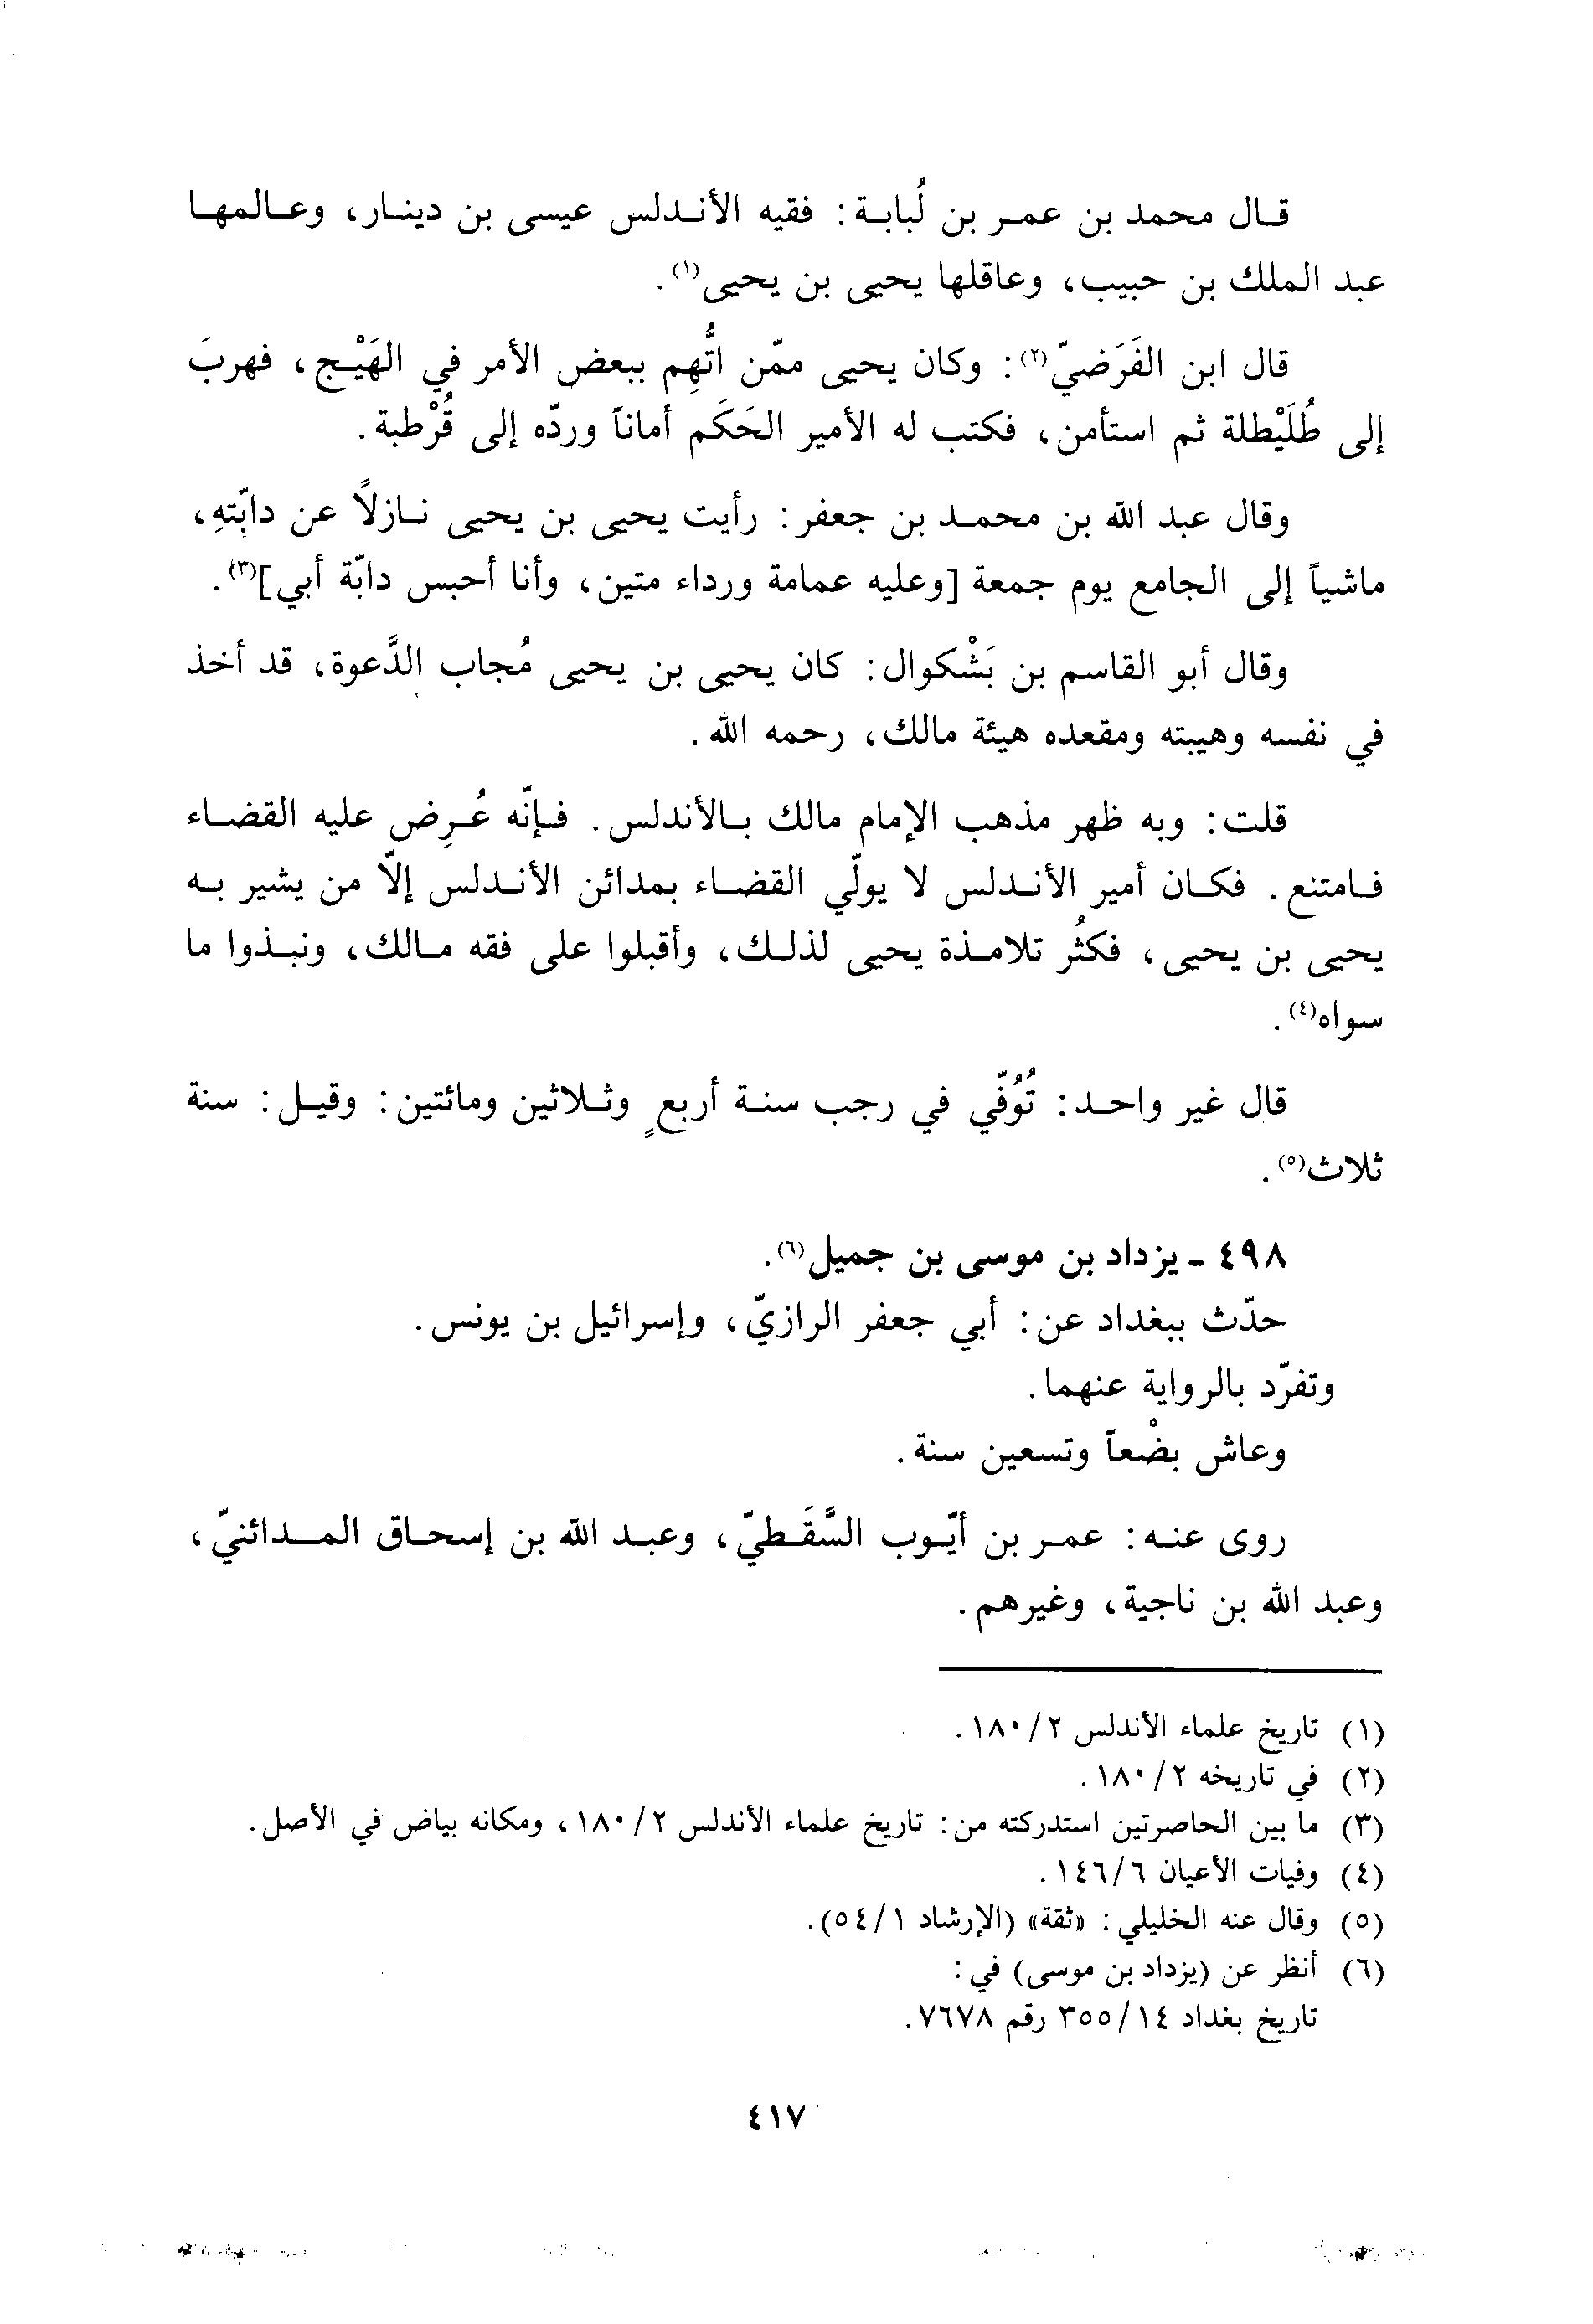 قال محمد بن عمر بن لُبابة: فقيه الأندلس عيسى بن دينار، وعالمها
عبد الملك بن حبيب، وعاقلها يحيى بن يحيى(١).
قال ابن الفَرَضيّ(٢): وكان يحيى ممّن اتُّهِم ببعض الأمر في الهَيْج، فهربَ
إلى طُلَيْطلة ثم استأمن، فكتب له الأمير الحَكَم أماناً وردّه إلى قُرْطبة.
وقال عبد الله بن محمد بن جعفر: رأيت يحيى بن يحيى نازلاً عن دابّتهِ،
ماشياً إلى الجامع يوم جمعة [وعليه عمامة ورداء متين، وأنا أحبس دابّة أبي](٣).
وقال أبو القاسم بن بَشْكوال: كان يحيى بن يحيى مُجاب الدَّعوة، قد أخذ
في نفسه وهيبته ومقعده هيئة مالك، رحمه الله.
قلت: وبه ظهر مذهب الإمام مالك بالأندلس. فإنّه عُرِض عليه القضاء
فامتنع. فكان أمير الأندلس لا يولّي القضاء بمدائن الأندلس إلاّ من يشير به
يحيى بن يحيى، فكثُر تلامذة يحيى لذلك، وأقبلوا على فقه مالك، ونبذوا ما
سواه(٤).
قال غير واحد: تُوُفّي في رجب سنة أربعٍ وثلاثين ومائتين: وقيل: سنة
ثلاث(٥).
٤٩٨ - يزداد بن موسى بن جميل(٦).
حدّث ببغداد عن: أبي جعفر الرازيّ، وإسرائيل بن يونس.
وتفرّد بالرواية عنهما.
وعاش بضْعاً وتسعين سنة.
روى عنه: عمر بن أيّوب السَّقَطيّ، وعبد الله بن إسحاق المدائنيّ،
وعبد الله بن ناجية، وغيرهم.
(١) تاريخ علماء الأندلس ٢/١٨٠.
(٢) في تاريخه ٢/١٨٠.
(٣) ما بين الحاصرتين استدركته من: تاريخ علماء الأندلس ٢/١٨٠، ومكانه بياض في الأصل.
(٤) وفيات الأعيان ٦/١٤٦.
(٥) وقال عنه الخليلي: «ثقة» (الإرشاد ١/٥٤).
(٦) أنظر عن (يزداد بن موسى) في:
تاريخ بغداد ١٤/٣٥٥ رقم ٧٦٧٨.
٤١٧